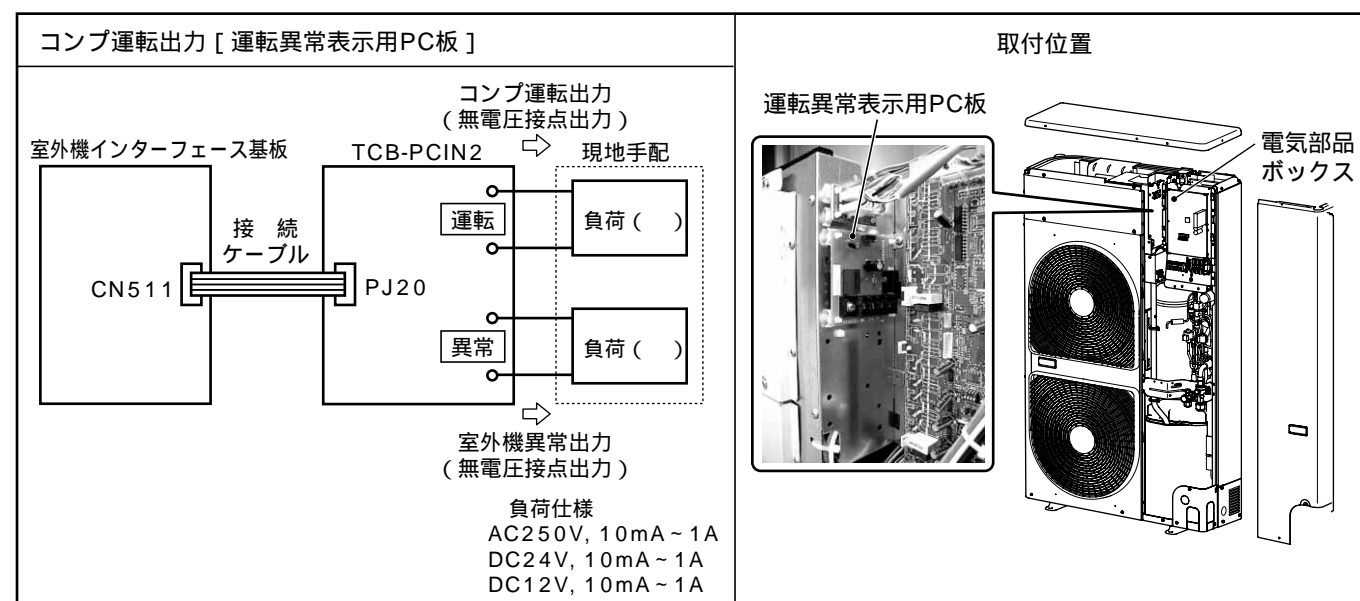 コンプ運転出力 [ 運転異常表示用PC板 ]
コンプ運転出力
( 無電圧接点出力 )
室外機インターフェース基板
TCB-PCIN2
現地手配
運転
負荷 (   )
接 続
ケーブル
CN511
PJ20
異常
負荷 (   )
室外機異常出力
( 無電圧接点出力 )
負荷仕様
AC250V, 10mA ~ 1A
DC24V, 10mA ~ 1A
DC12V, 10mA ~ 1A
取付位置
運転異常表示用PC板
電気部品
ボックス